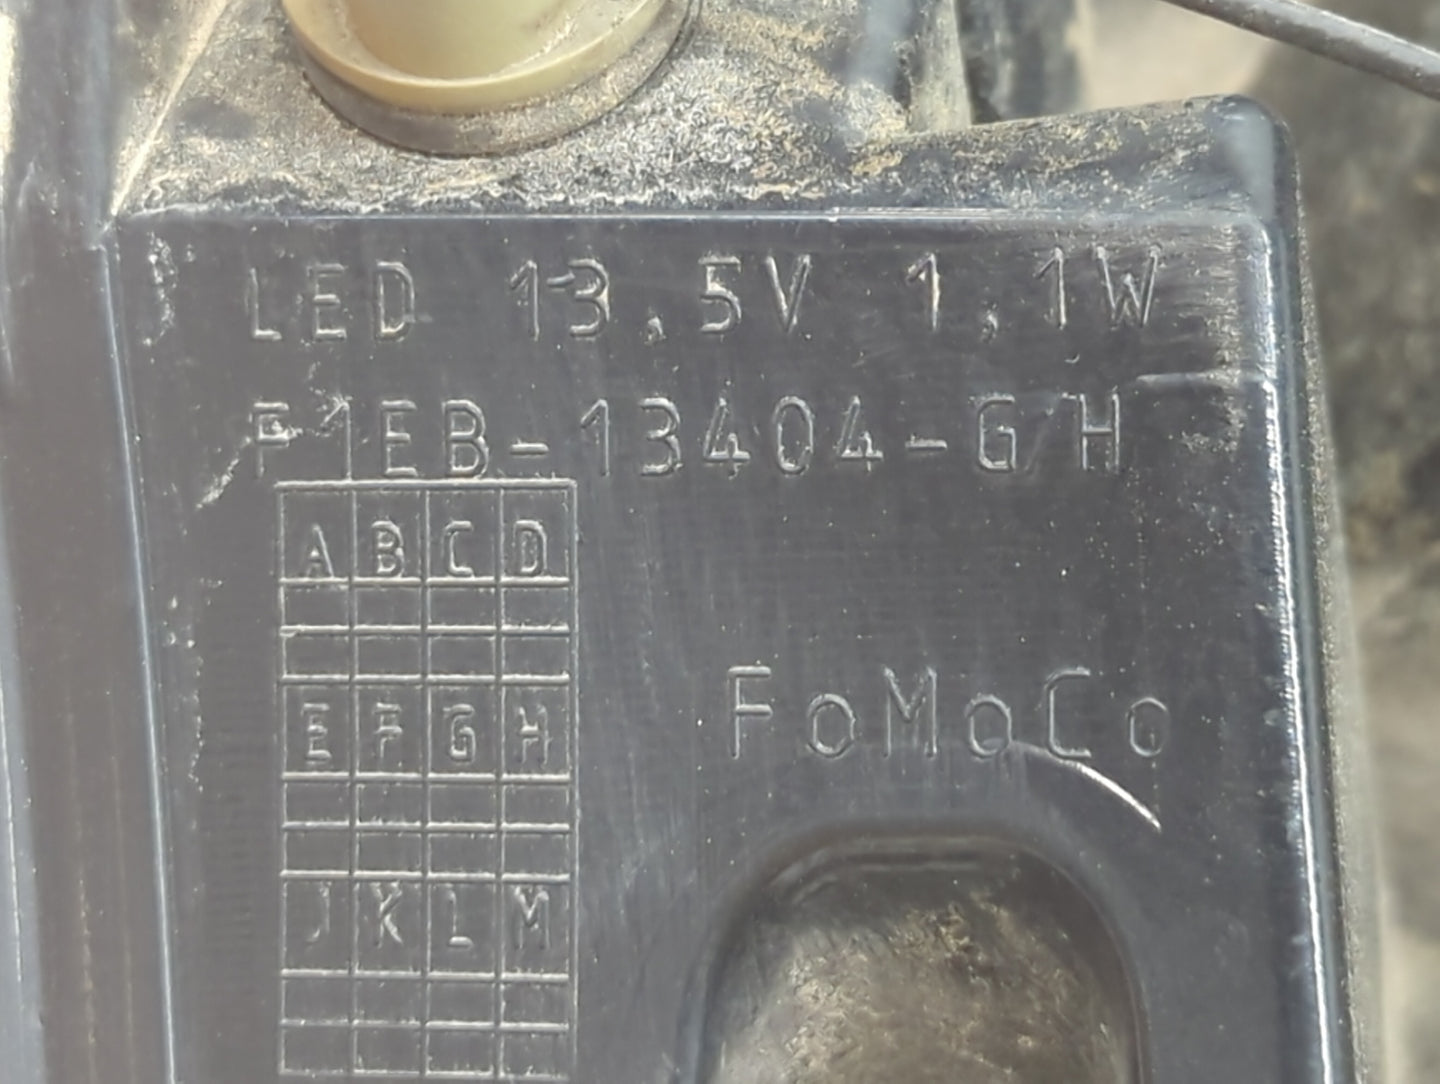 LED 13,5V 1,1W
F1EB-13404-G/H
A B C D
E F G H
FoMoCo
J K L M